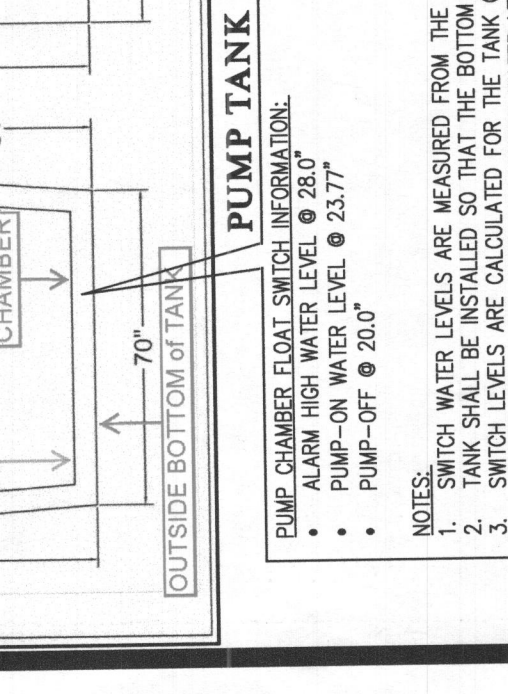 CHAMBER
70"
OUTSIDE BOTTOM of TANK
PUMP TANK
PUMP CHAMBER FLOAT SWITCH INFORMATION:
• ALARM HIGH WATER LEVEL @ 28.0"
• PUMP-ON WATER LEVEL @ 23.77"
• PUMP-OFF @ 20.0"
NOTES:
1. SWITCH WATER LEVELS ARE MEASURED FROM THE
2. TANK SHALL BE INSTALLED SO THAT THE BOTTOM
3. SWITCH LEVELS ARE CALCULATED FOR THE TANK